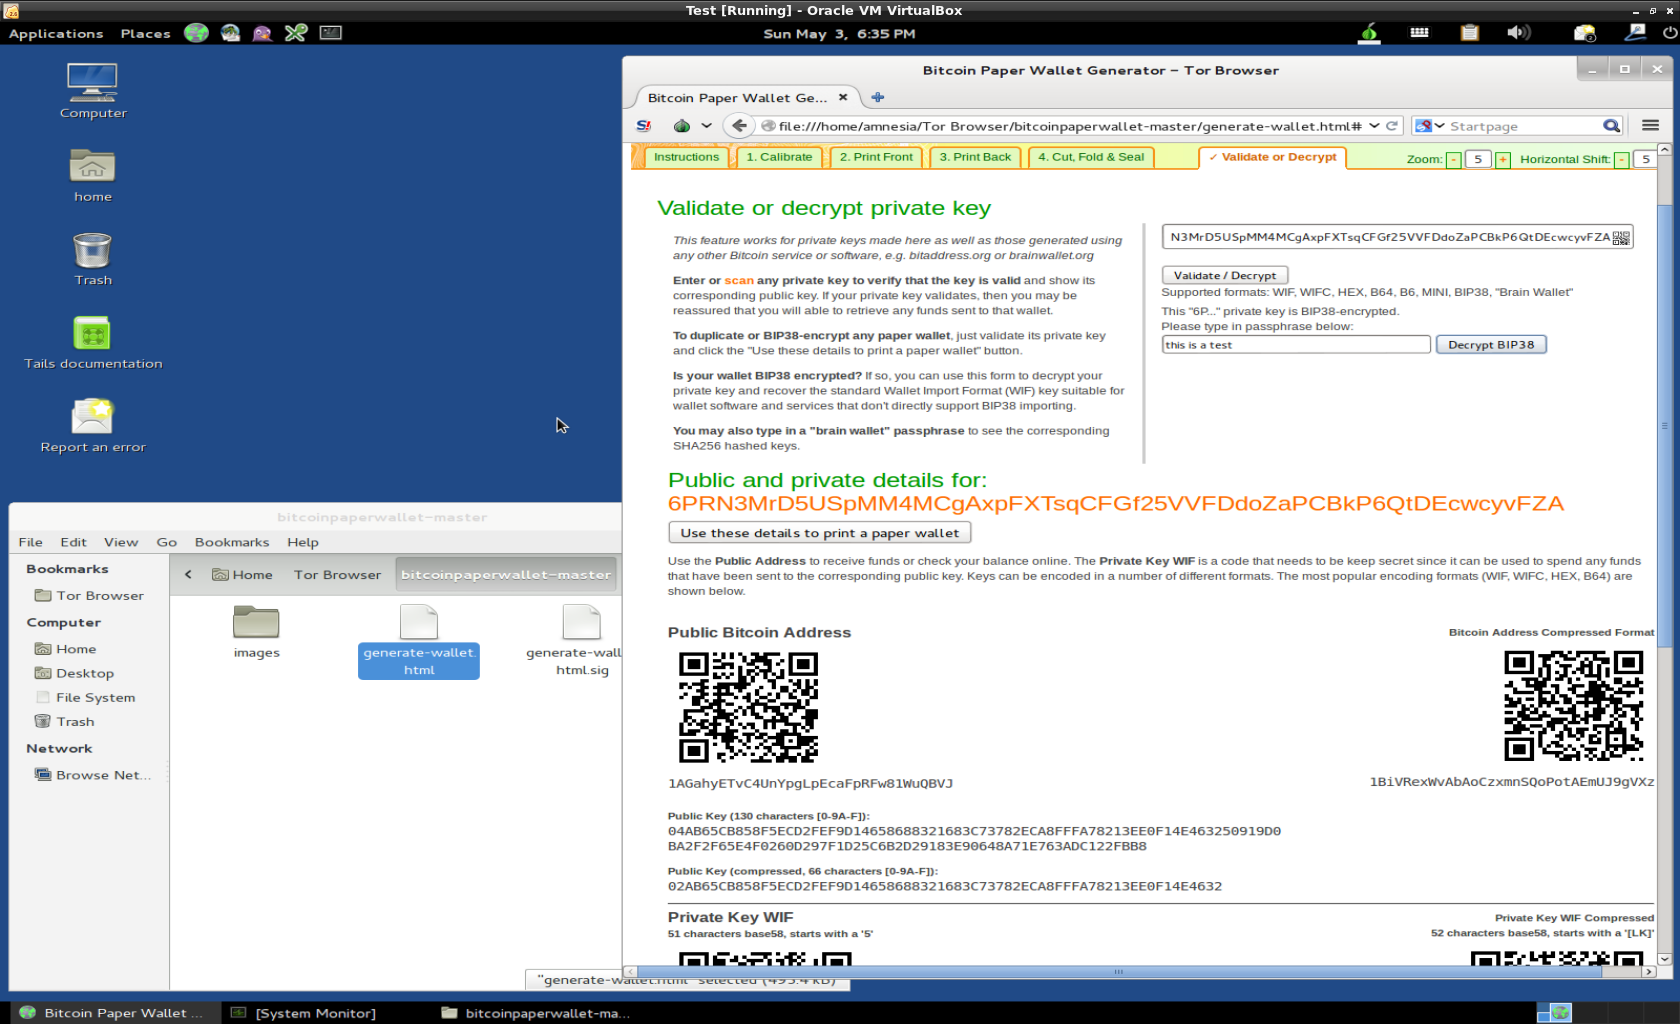 Test [Running] - Oracle VM VirtualBox
Applications Places Sun May 3, 6:35 PM
Computer
home
Trash
Tails documentation
Report an error
Bitcoin Paper Wallet Generator – Tor Browser
Bitcoin Paper Wallet Ge...
file:///home/amnesia/Tor Browser/bitcoinpaperwallet-master/generate-wallet.html# Startpage
Instructions 1. Calibrate 2. Print Front 3. Print Back 4. Cut, Fold & Seal ✓ Validate or Decrypt Zoom: - 5 + Horizontal Shift: - 5
Validate or decrypt private key
This feature works for private keys made here as well as those generated using
any other Bitcoin service or software, e.g. bitaddress.org or brainwallet.org
Enter or scan any private key to verify that the key is valid and show its
corresponding public key. If your private key validates, then you may be
reassured that you will able to retrieve any funds sent to that wallet.
To duplicate or BIP38-encrypt any paper wallet, just validate its private key
and click the "Use these details to print a paper wallet" button.
Is your wallet BIP38 encrypted? If so, you can use this form to decrypt your
private key and recover the standard Wallet Import Format (WIF) key suitable for
wallet software and services that don't directly support BIP38 importing.
You may also type in a "brain wallet" passphrase to see the corresponding
SHA256 hashed keys.
N3MrD5USpMM4MCgAxpFXTsqCFGf25VVFDdoZaPCBkP6QtDEcwcyvFZA
Validate / Decrypt
Supported formats: WIF, WIFC, HEX, B64, B6, MINI, BIP38, "Brain Wallet"
This "6P..." private key is BIP38-encrypted.
Please type in passphrase below:
this is a test Decrypt BIP38
Public and private details for:
6PRN3MrD5USpMM4MCgAxpFXTsqCFGf25VVFDdoZaPCBkP6QtDEcwcyvFZA
Use these details to print a paper wallet
Use the Public Address to receive funds or check your balance online. The Private Key WIF is a code that needs to be keep secret since it can be used to spend any funds
that have been sent to the corresponding public key. Keys can be encoded in a number of different formats. The most popular encoding formats (WIF, WIFC, HEX, B64) are
shown below.
Public Bitcoin Address Bitcoin Address Compressed Format
1AGahyETvC4UnYpgLpEcaFpRFw81WuQBVJ 1BiVRexWvAbAoCzxmnSQoPotAEmUJ9gVXz
Public Key (130 characters [0-9A-F]):
04AB65CB858F5ECD2FEF9D14658688321683C73782ECA8FFFA78213EE0F14E463250919D0
BA2F2F65E4F0260D297F1D25C6B2D29183E90648A71E763ADC122FBB8
Public Key (compressed, 66 characters [0-9A-F]):
02AB65CB858F5ECD2FEF9D14658688321683C73782ECA8FFFA78213EE0F14E4632
Private Key WIF Private Key WIF Compressed
51 characters base58, starts with a '5' 52 characters base58, starts with a '[LK]'
bitcoinpaperwallet-master
File Edit View Go Bookmarks Help
Bookmarks
Tor Browser
Computer
Home
Desktop
File System
Trash
Network
Browse Net...
Home Tor Browser bitcoinpaperwallet-master
images
generate-wallet.
html
generate-wall
html.sig
"generate-wallet.html" selected (495.4 kB)
Bitcoin Paper Wallet ... [System Monitor] bitcoinpaperwallet-ma...